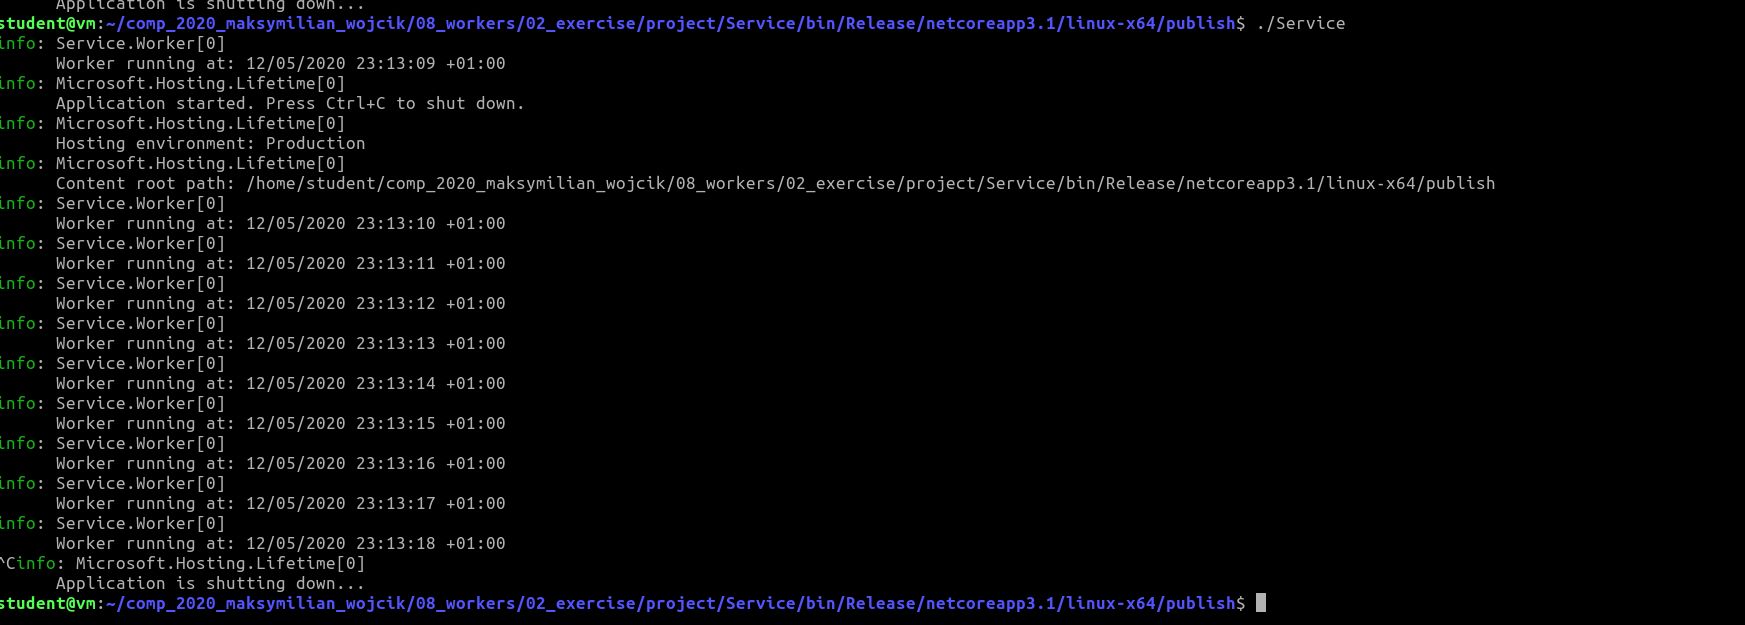 Application is shutting down...
student@vm:~/comp_2020_maksymilian_wojcik/08_workers/02_exercise/project/Service/bin/Release/netcoreapp3.1/linux-x64/publish$ ./Service
info: Service.Worker[0]
Worker running at: 12/05/2020 23:13:09 +01:00
info: Microsoft.Hosting.Lifetime[0]
Application started. Press Ctrl+C to shut down.
info: Microsoft.Hosting.Lifetime[0]
Hosting environment: Production
info: Microsoft.Hosting.Lifetime[0]
Content root path: /home/student/comp_2020_maksymilian_wojcik/08_workers/02_exercise/project/Service/bin/Release/netcoreapp3.1/linux-x64/publish
info: Service.Worker[0]
Worker running at: 12/05/2020 23:13:10 +01:00
info: Service.Worker[0]
Worker running at: 12/05/2020 23:13:11 +01:00
info: Service.Worker[0]
Worker running at: 12/05/2020 23:13:12 +01:00
info: Service.Worker[0]
Worker running at: 12/05/2020 23:13:13 +01:00
info: Service.Worker[0]
Worker running at: 12/05/2020 23:13:14 +01:00
info: Service.Worker[0]
Worker running at: 12/05/2020 23:13:15 +01:00
info: Service.Worker[0]
Worker running at: 12/05/2020 23:13:16 +01:00
info: Service.Worker[0]
Worker running at: 12/05/2020 23:13:17 +01:00
info: Service.Worker[0]
Worker running at: 12/05/2020 23:13:18 +01:00
^Cinfo: Microsoft.Hosting.Lifetime[0]
Application is shutting down...
student@vm:~/comp_2020_maksymilian_wojcik/08_workers/02_exercise/project/Service/bin/Release/netcoreapp3.1/linux-x64/publish$